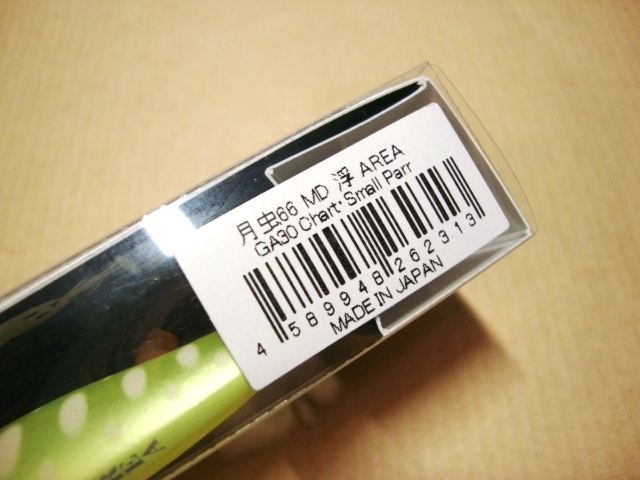 月虫66 MD 浮 AREA
GA30 Chart・Small Parr
4 589948 262313
MADE IN JAPAN